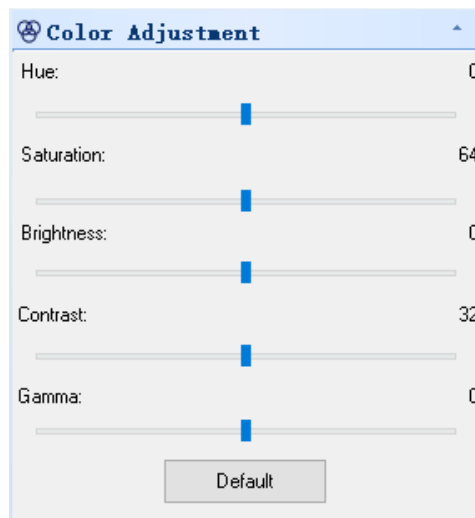 Color Adjustment
Hue: 0
Saturation: 64
Brightness: 0
Contrast: 32
Gamma: 0
Default